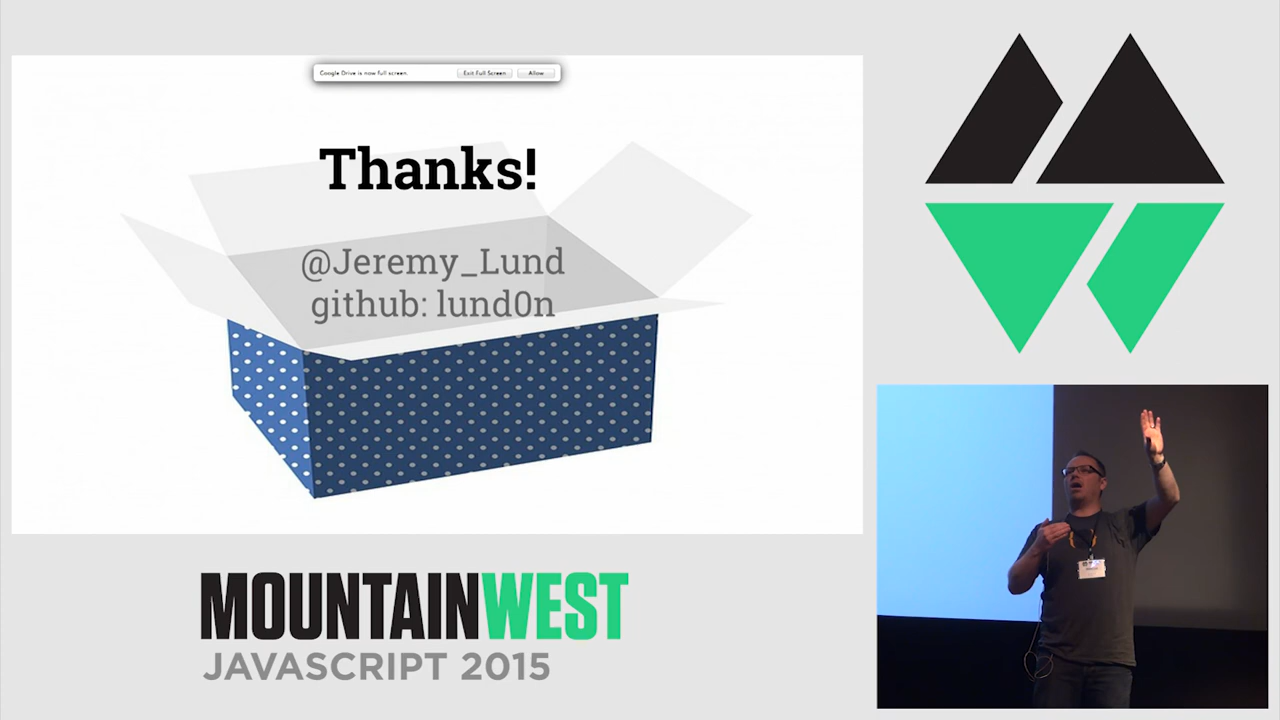 Google Drive is now full screen. Exit Full Screen Allow
Thanks!
@Jeremy_Lund
github: lund0n
MOUNTAINWEST
JAVASCRIPT 2015